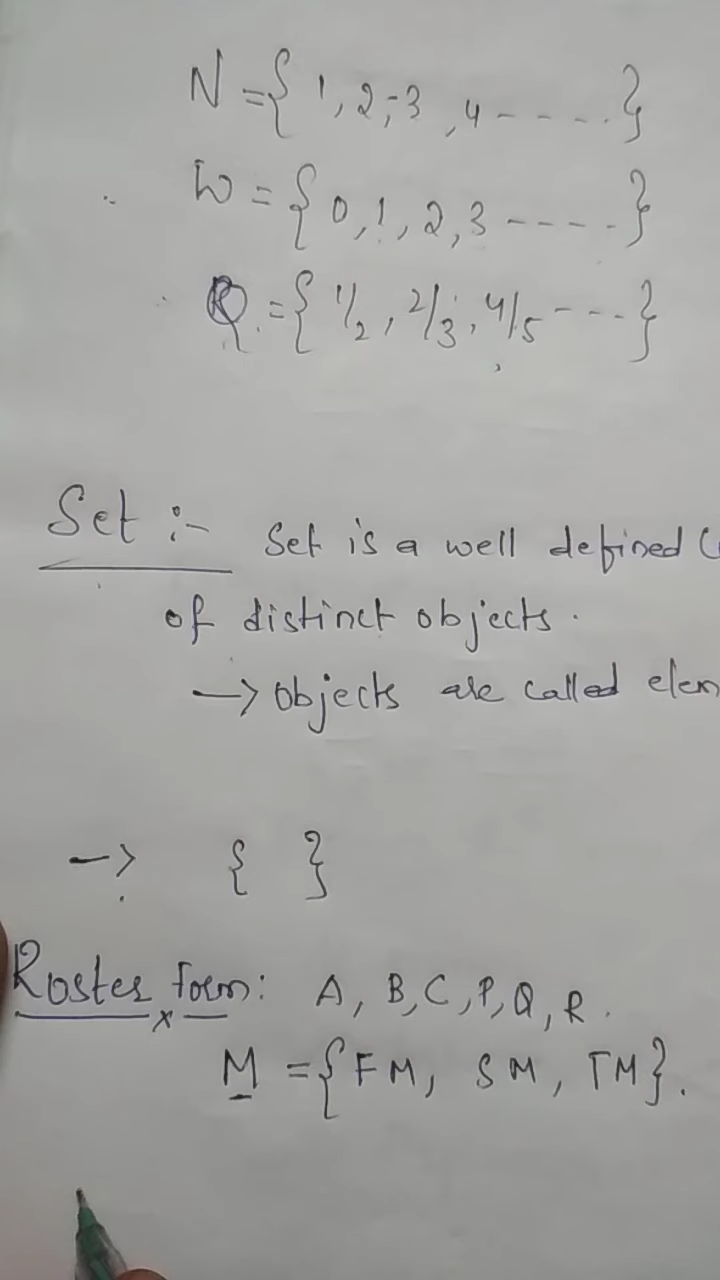 N = { 1, 2, 3, 4 - - - - . . }
W = { 0, 1, 2, 3 - - - - . }
Q = { 1/2, 2/3, 4/5 - - - . }
Set :- Set is a well defined
of distinct objects .
-> objects are called elem
-> { }
Roster form: A, B, C, P, Q, R .
M = { FM, SM, TM } .